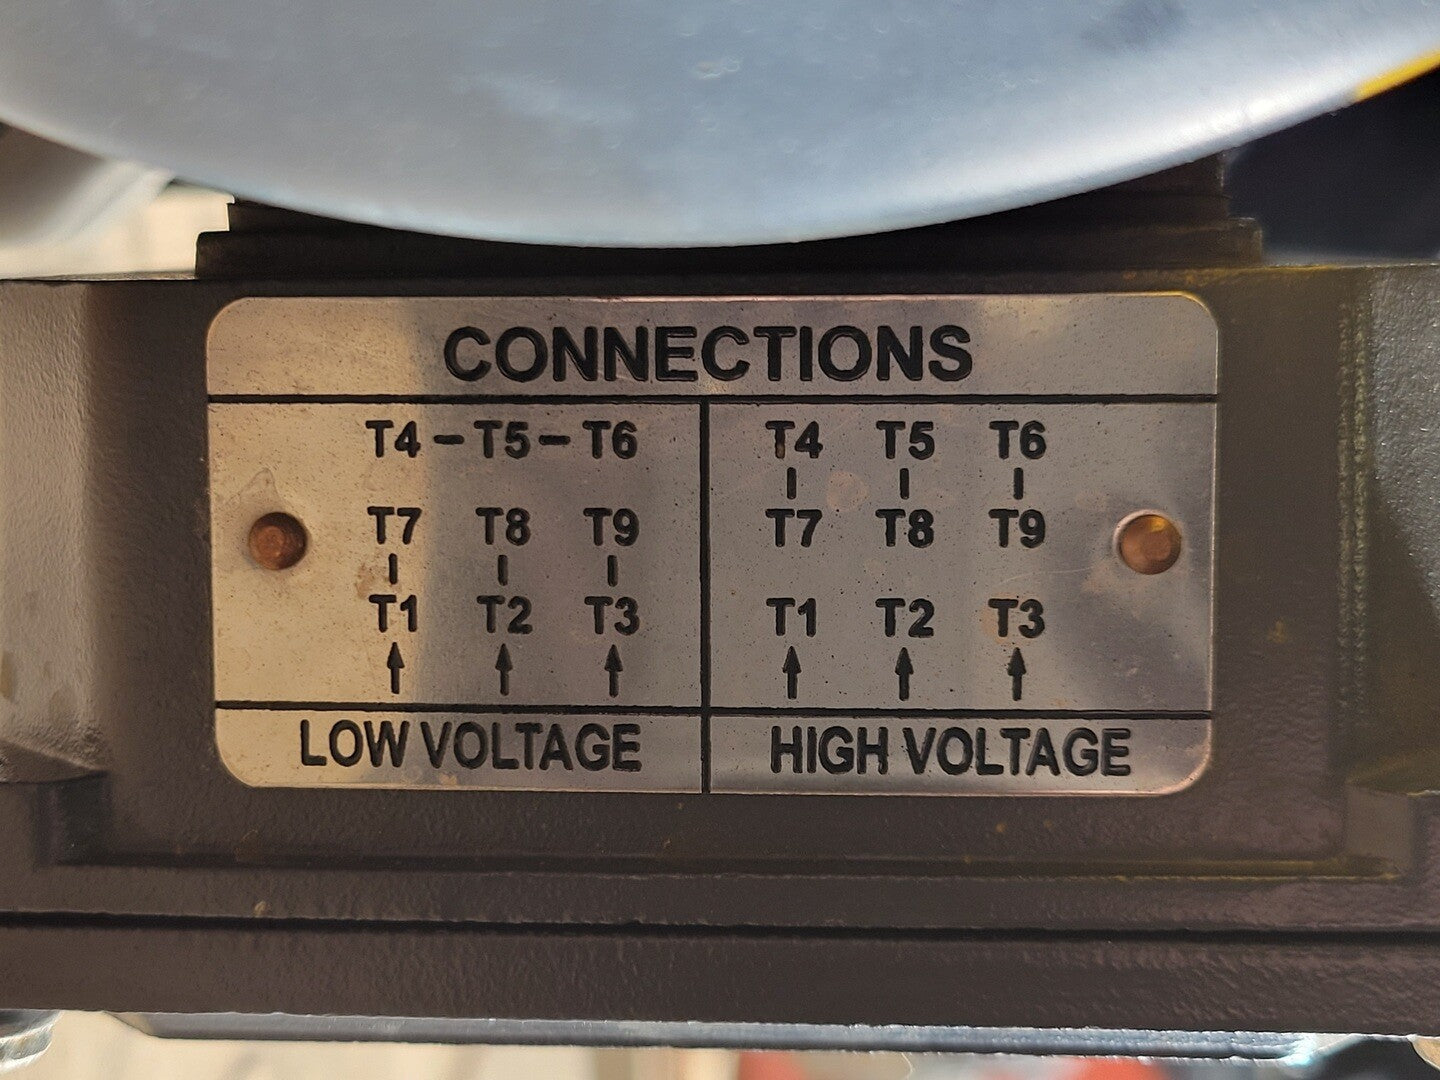 CONNECTIONS
T4 – T5 – T6
T7 T8 T9
T1 T2 T3
LOW VOLTAGE
T4 T5 T6
T7 T8 T9
T1 T2 T3
HIGH VOLTAGE